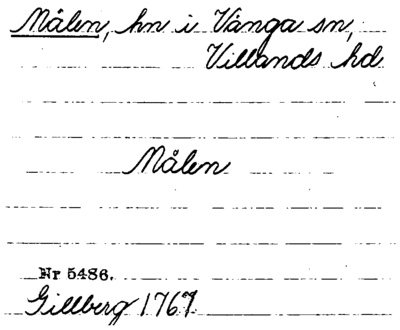 Målen, hn i Vånga sn,
Villands hd
Målen
Nr 5486.
Gillberg 1767